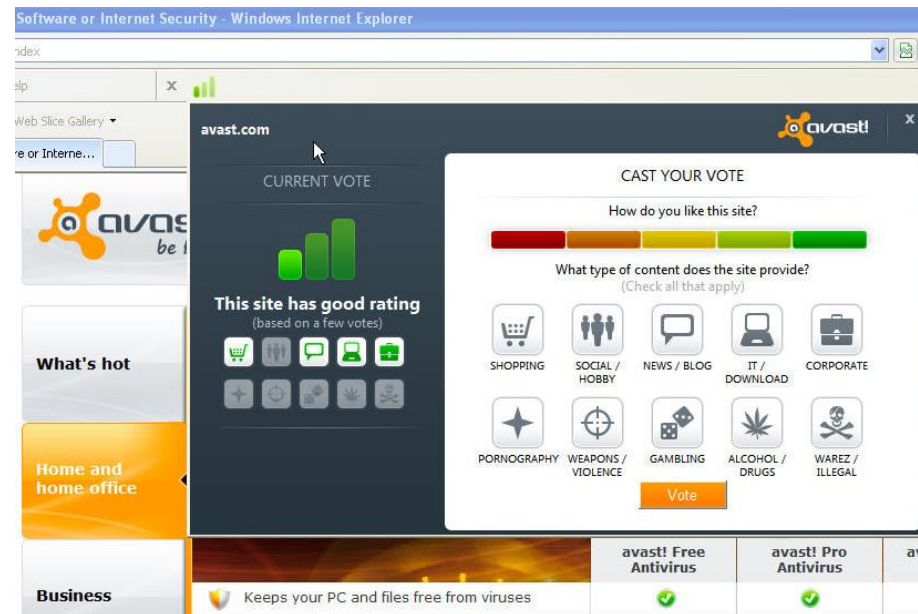 Software or Internet Security - Windows Internet Explorer
ndex
elp
x
Web Slice Gallery
re or Interne...
avast.com
avast!
x
CURRENT VOTE
This site has good rating
(based on a few votes)
CAST YOUR VOTE
How do you like this site?
What type of content does the site provide?
(Check all that apply)
SHOPPING
SOCIAL /
HOBBY
NEWS / BLOG
IT /
DOWNLOAD
CORPORATE
PORNOGRAPHY
WEAPONS /
VIOLENCE
GAMBLING
ALCOHOL /
DRUGS
WAREZ /
ILLEGAL
Vote
avas
be
What's hot
Home and
home office
Business
avast! Free
Antivirus
avast! Pro
Antivirus
Keeps your PC and files free from viruses